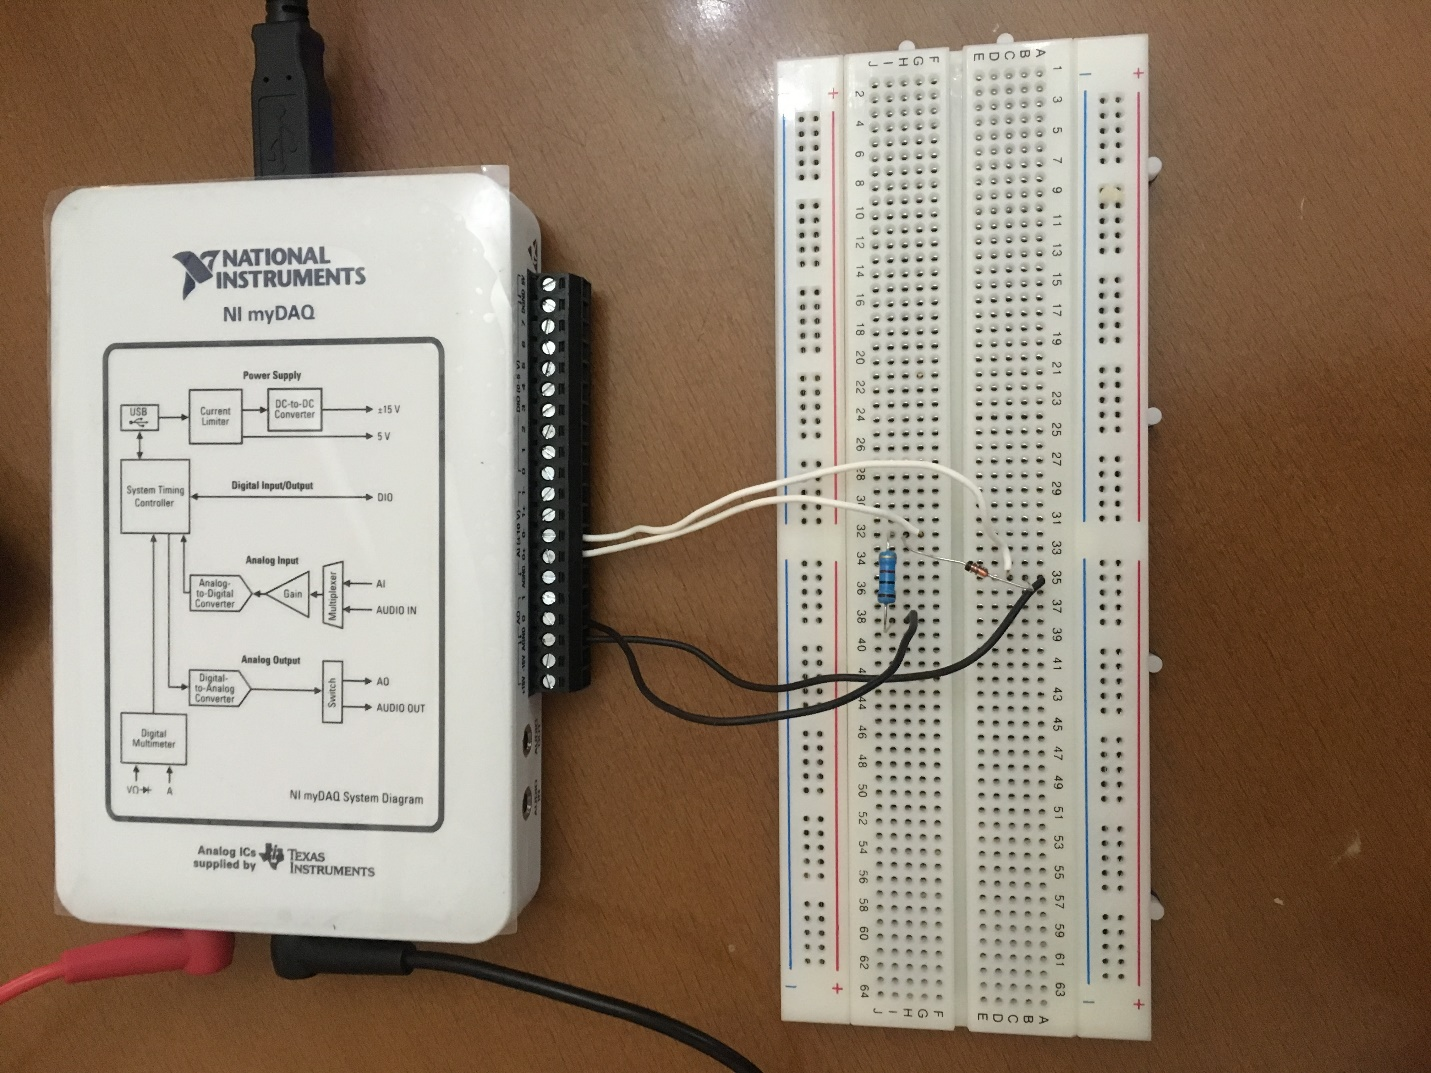 NATIONAL
INSTRUMENTS
NI myDAQ
Power Supply
USB
Current
Limiter
DC-to-DC
Converter
±15 V
5 V
System Timing
Controller
Digital Input/Output
DIO
Analog Input
Analog-
to-Digital
Converter
Gain
Multiplexer
AI
AUDIO IN
Analog Output
Digital-
to-Analog
Converter
Switch
AO
AUDIO OUT
Digital
Multimeter
VΩ
A
NI myDAQ System Diagram
Analog ICs
supplied by
TEXAS
INSTRUMENTS
J I H G F E D C B A
+ − +
2 4 6 8 10 12 14 16 18 20 22 24 26 28 30 32 34 36 38 40 44 46 48 50 52 54 56 58 60 62 64
1 3 5 7 9 11 13 15 17 19 21 23 25 27 29 31 33 35 37 39 41 43 45 47 49 51 53 55 57 59 61 63
− + − +
J I H G F E D C B A